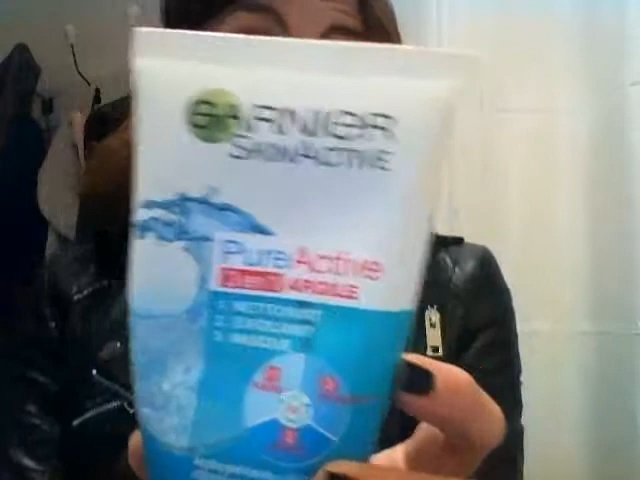 GARNIER
SKINACTIVE
PureActive
3 EN 1 ARGILE
1. NETTOYANT
2. EXFOLIANT
3. MASQUE